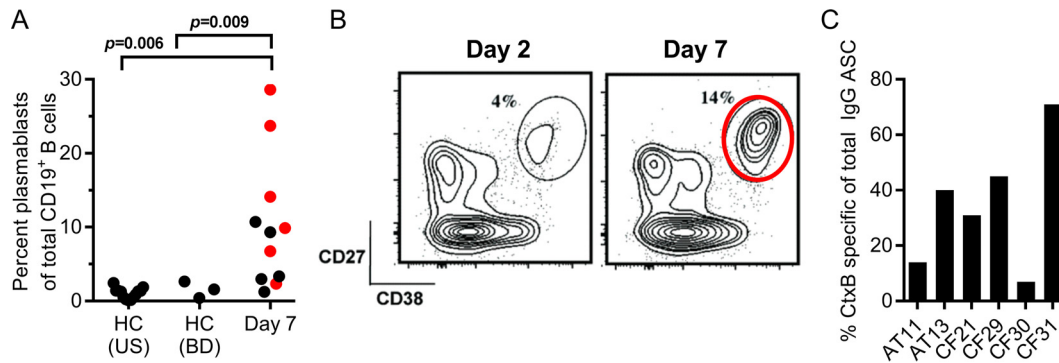 A
p=0.009
p=0.006
Percent plasmablasts
of total CD19+ B cells
30
20
10
0
HC
(US)
HC
(BD)
Day 7
B
Day 2
Day 7
4%
14%
CD27
CD38
C
% CtxB specific of total IgG ASC
80
60
40
20
0
AT11
AT13
CF21
CF29
CF30
CF31